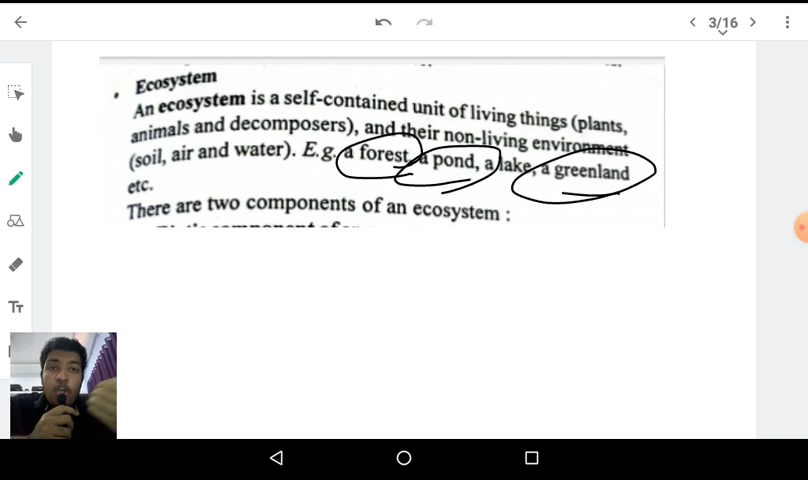 3/16
• Ecosystem
An ecosystem is a self-contained unit of living things (plants,
animals and decomposers), and their non-living environment
(soil, air and water). E.g. a forest, a pond, a lake, a greenland
etc.
There are two components of an ecosystem :
Tт